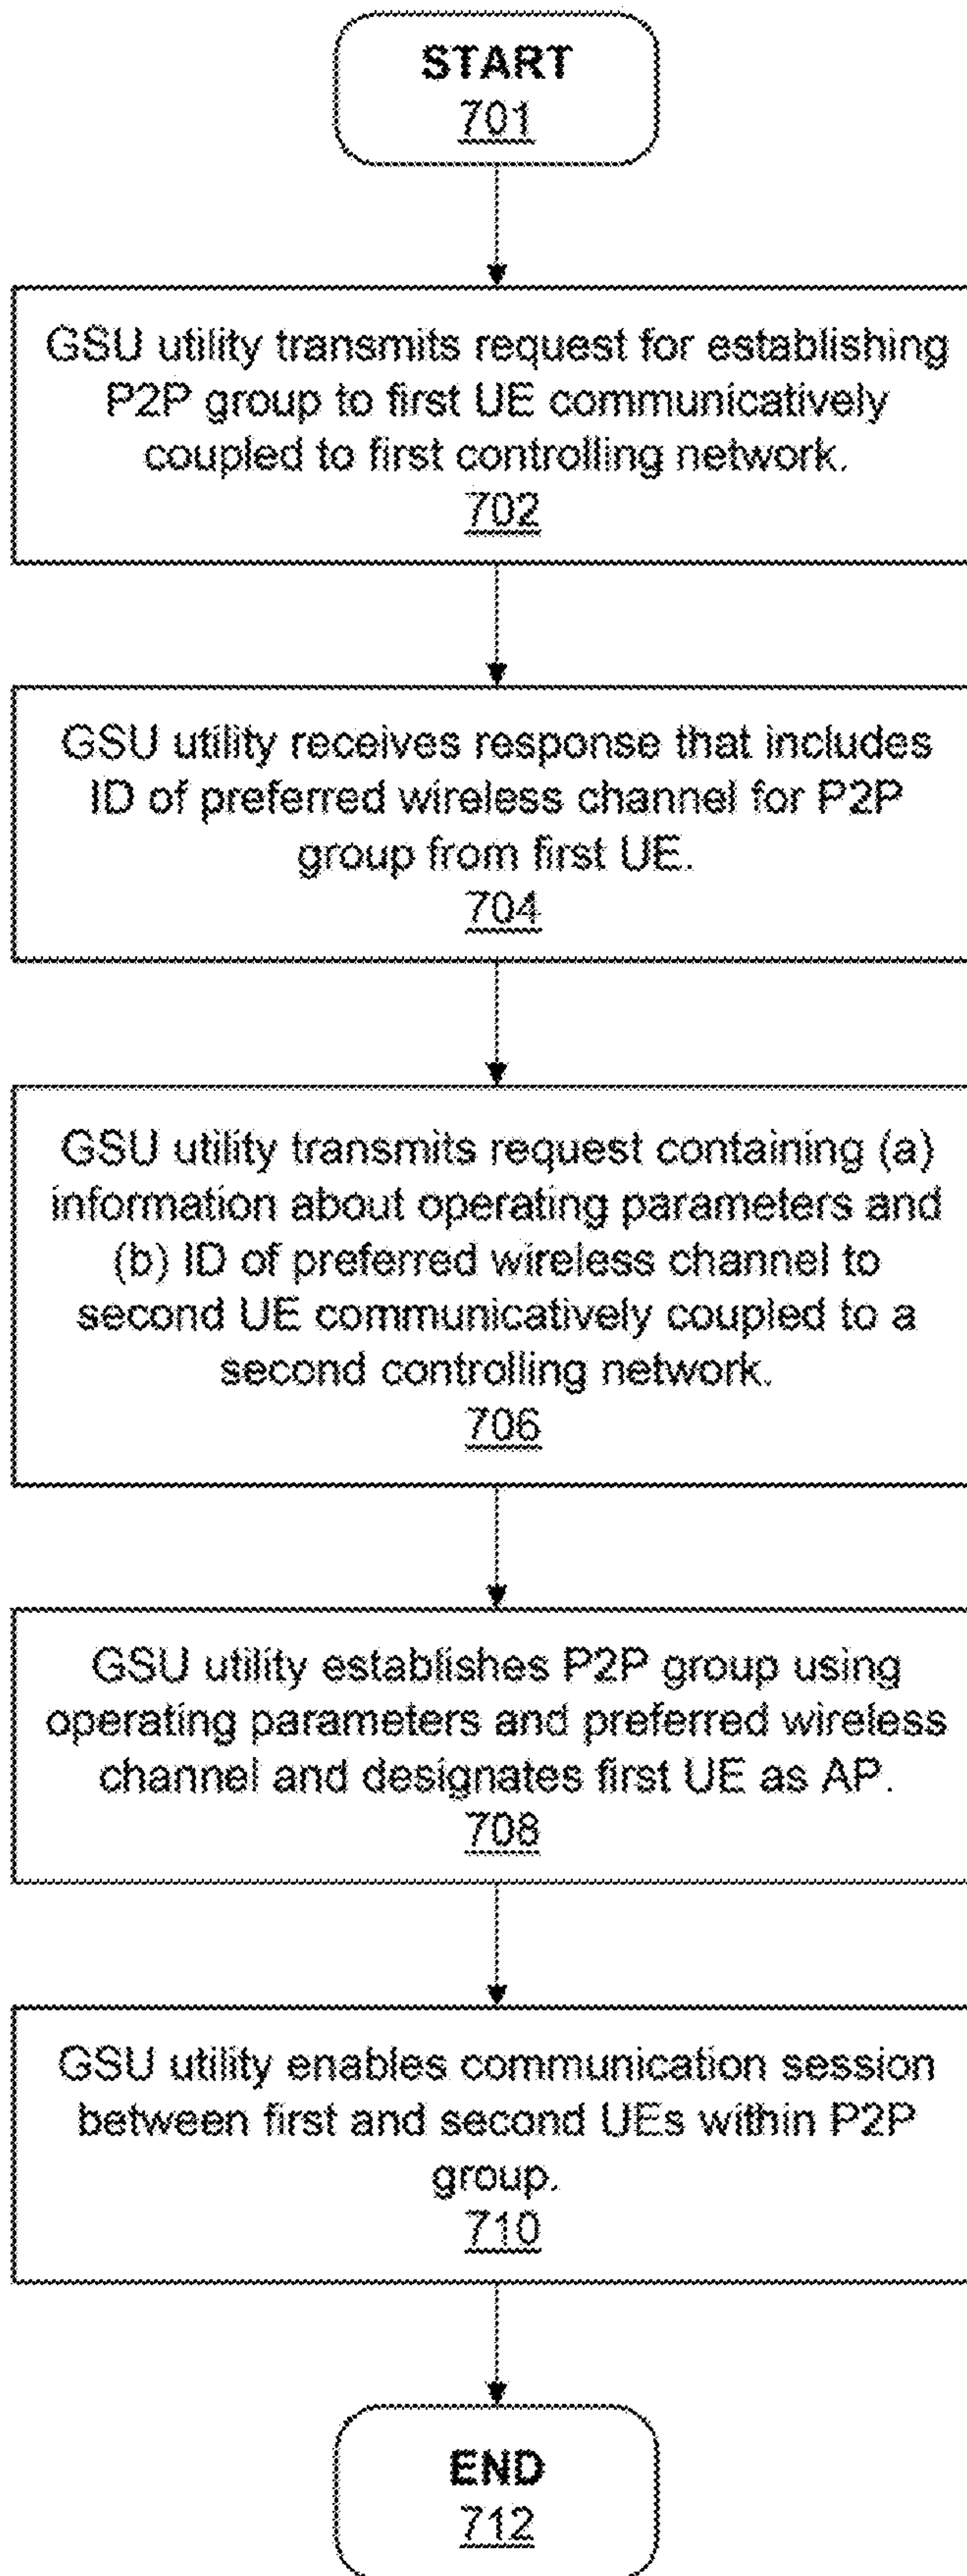 START
701
GSU utility transmits request for establishing
P2P group to first UE communicatively
coupled to first controlling network.
702
GSU utility receives response that includes
ID of preferred wireless channel for P2P
group from first UE.
704
GSU utility transmits request containing (a)
information about operating parameters and
(b) ID of preferred wireless channel to
second UE communicatively coupled to a
second controlling network.
706
GSU utility establishes P2P group using
operating parameters and preferred wireless
channel and designates first UE as AP.
708
GSU utility enables communication session
between first and second UEs within P2P
group.
710
END
712